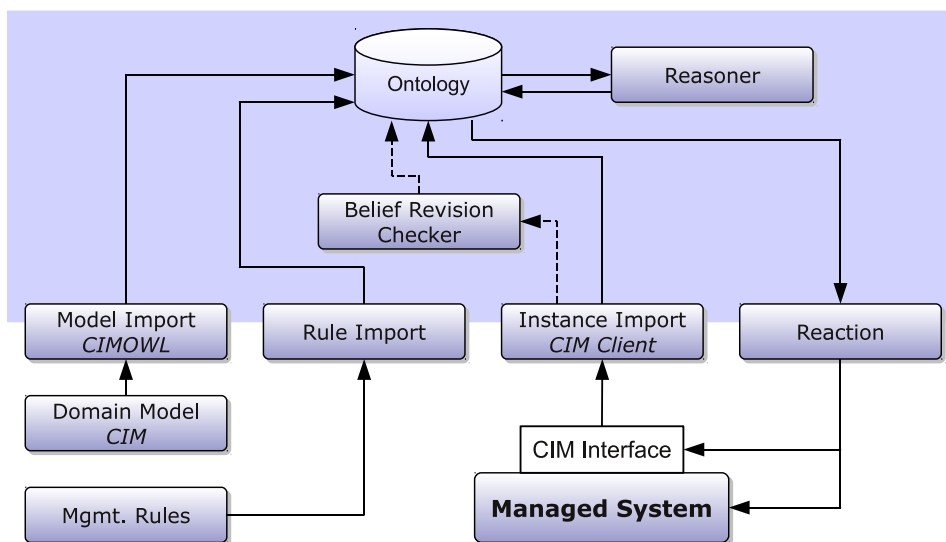 Ontology
Reasoner
Belief Revision
Checker
Model Import
CIMOWL
Rule Import
Instance Import
CIM Client
Reaction
Domain Model
CIM
CIM Interface
Mgmt. Rules
Managed System